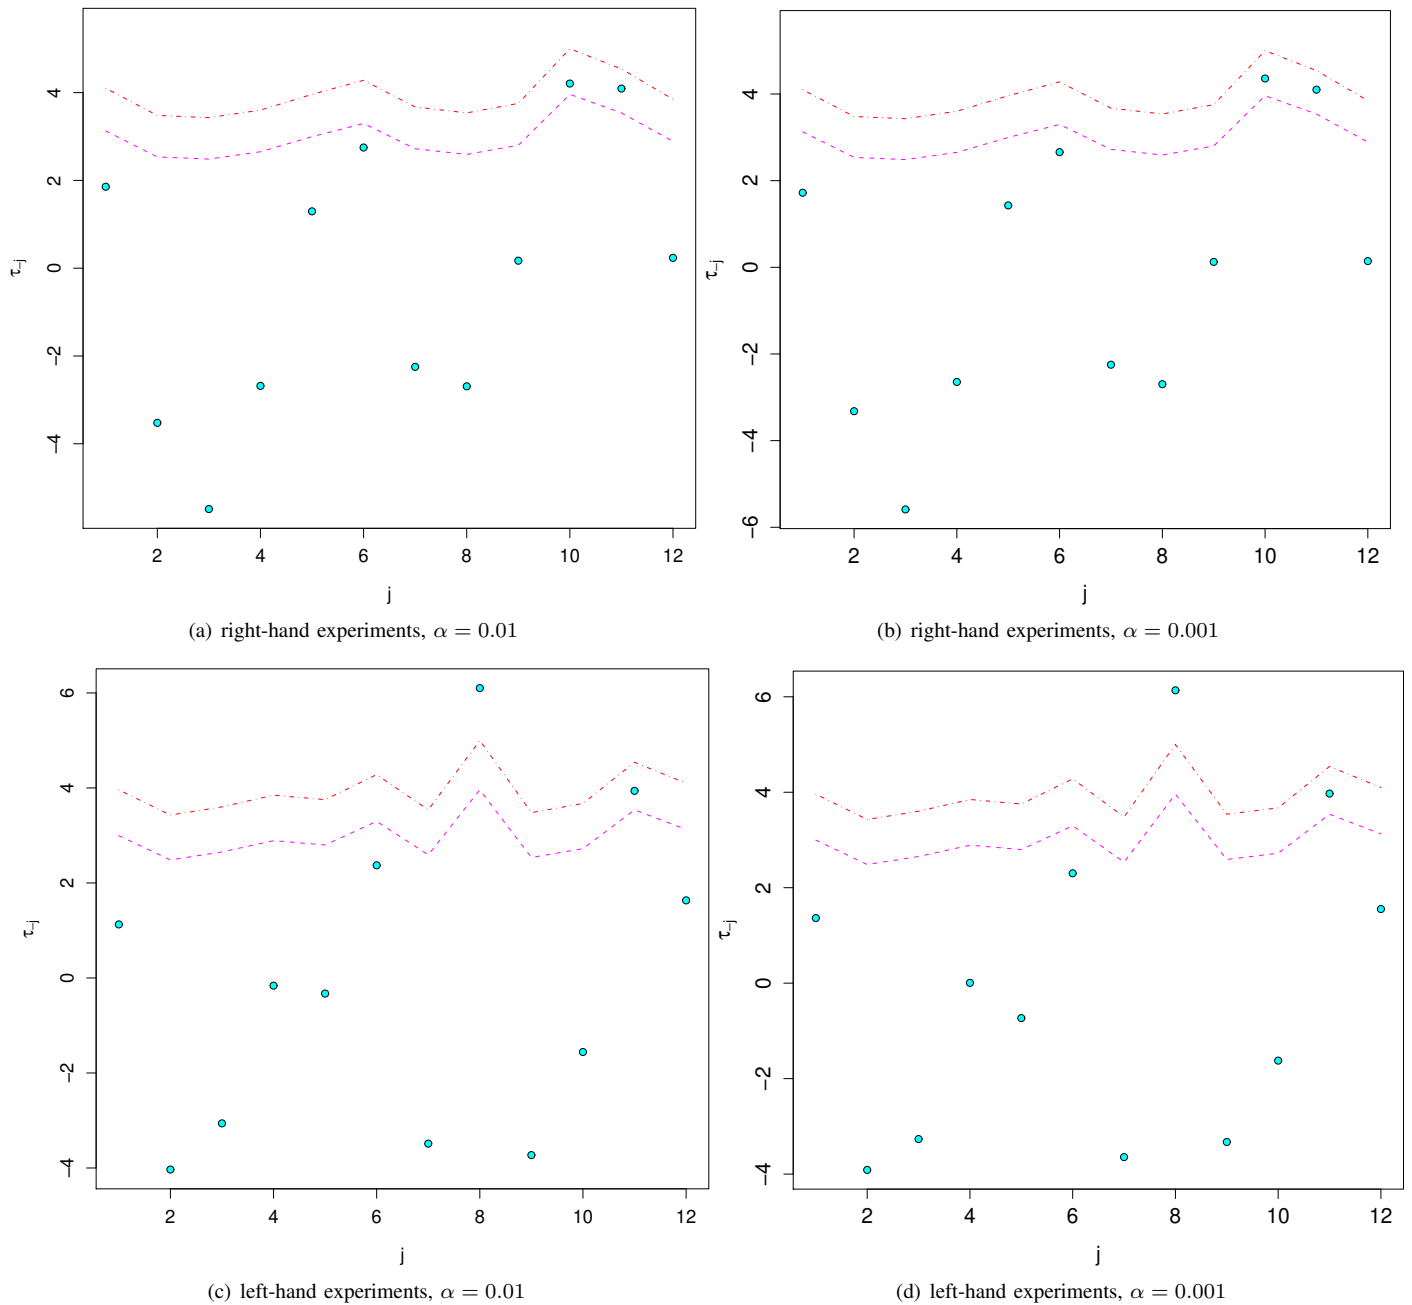 4
2
0
−2
−4
τ−j
2 4 6 8 10 12
j
(a) right-hand experiments, α = 0.01
4
2
0
−2
−4
−6
τ−j
2 4 6 8 10 12
j
(b) right-hand experiments, α = 0.001
6
4
2
0
−2
−4
τ−j
2 4 6 8 10 12
j
(c) left-hand experiments, α = 0.01
6
4
2
0
−2
−4
τ−j
2 4 6 8 10 12
j
(d) left-hand experiments, α = 0.001